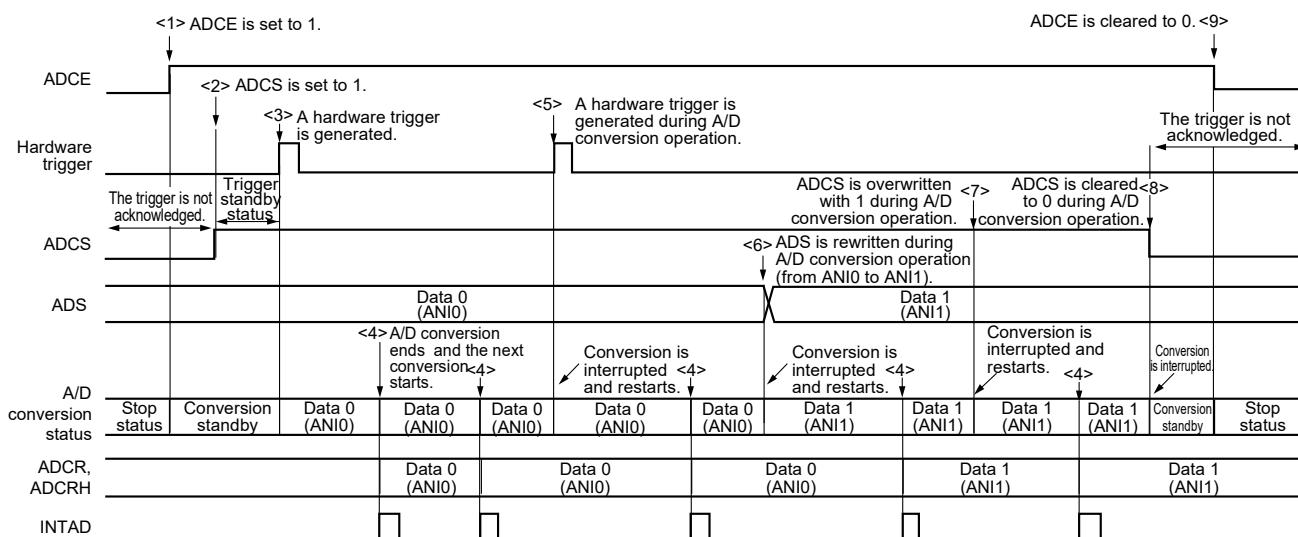 <1> ADCE is set to 1.
ADCE is cleared to 0. <9>
ADCE
<2> ADCS is set to 1.
<3> A hardware trigger
is generated.
<5> A hardware trigger is
generated during A/D
conversion operation.
The trigger is not
acknowledged.
Hardware
trigger
The trigger is not
acknowledged.
Trigger
standby
status
ADCS is overwritten
with 1 during A/D
conversion operation.
<7>
ADCS is cleared
to 0 during A/D
conversion operation.
<8>
ADCS
<6> ADS is rewritten during
A/D conversion operation
(from ANI0 to ANI1).
ADS
Data 0
(ANI0)
Data 1
(ANI1)
<4> A/D conversion
ends and the next
conversion
starts.
<4>
Conversion is
interrupted
and restarts.
<4>
Conversion is
interrupted
and restarts.
<4>
Conversion is
interrupted and
restarts.
<4>
Conversion
is interrupted.
A/D
conversion
status
Stop
status
Conversion
standby
Data 0
(ANI0)
Data 0
(ANI0)
Data 0
(ANI0)
Data 0
(ANI0)
Data 0
(ANI0)
Data 1
(ANI1)
Data 1
(ANI1)
Data 1
(ANI1)
Data 1
(ANI1)
Conversion
standby
Stop
status
ADCR,
ADCRH
Data 0
(ANI0)
Data 0
(ANI0)
Data 0
(ANI0)
Data 1
(ANI1)
Data 1
(ANI1)
INTAD